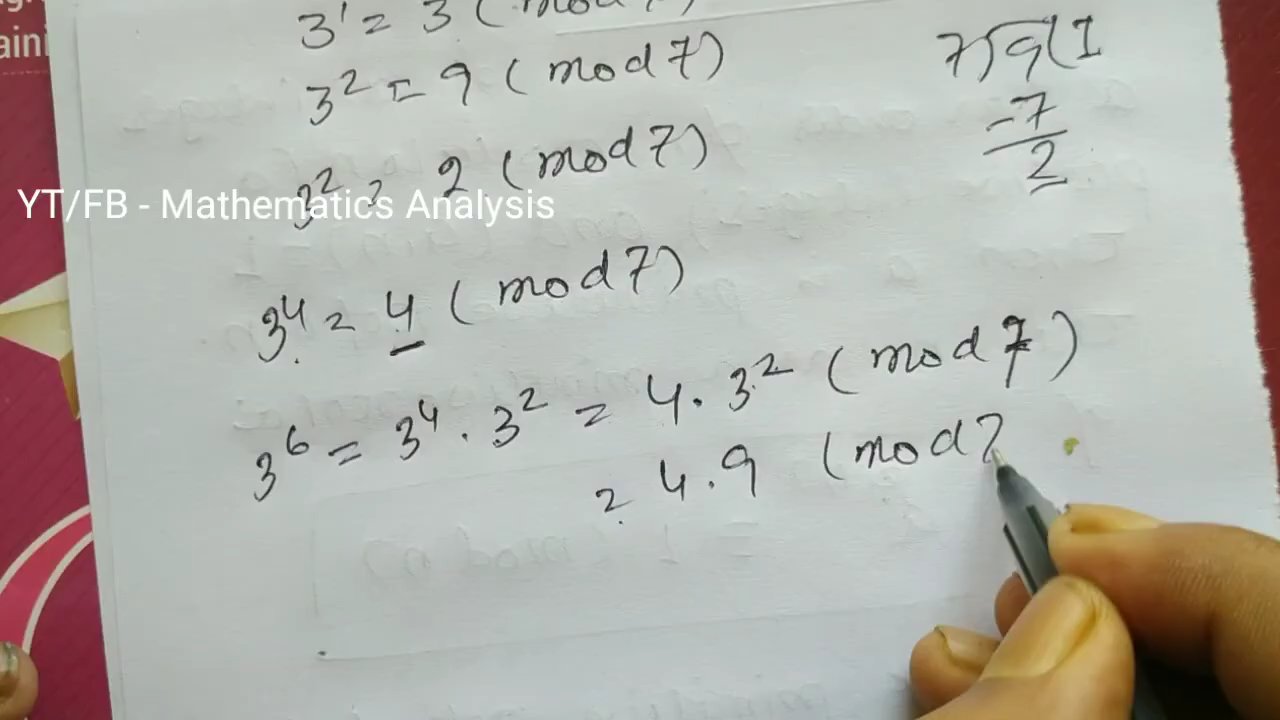 aini
3¹ = 3 (mod 7)
3² = 9 (mod 7)
3² = 2 (mod 7)
3⁴ = 4 (mod 7)
3⁶ = 3⁴ . 3² = 4 . 3² (mod 7)
= 4 . 9 (mod 7
7)9(1
-7
2
YT/FB - Mathematics Analysis